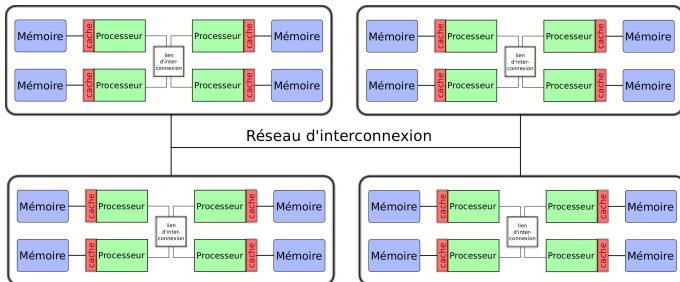 Mémoire cache Processeur Processeur cache Mémoire
lien
d'inter-
connexion
Mémoire cache Processeur Processeur cache Mémoire
Mémoire cache Processeur Processeur cache Mémoire
lien
d'inter-
connexion
Mémoire cache Processeur Processeur cache Mémoire
Réseau d'interconnexion
Mémoire cache Processeur Processeur cache Mémoire
lien
d'inter-
connexion
Mémoire cache Processeur Processeur cache Mémoire
Mémoire cache Processeur Processeur cache Mémoire
lien
d'inter-
connexion
Mémoire cache Processeur Processeur cache Mémoire